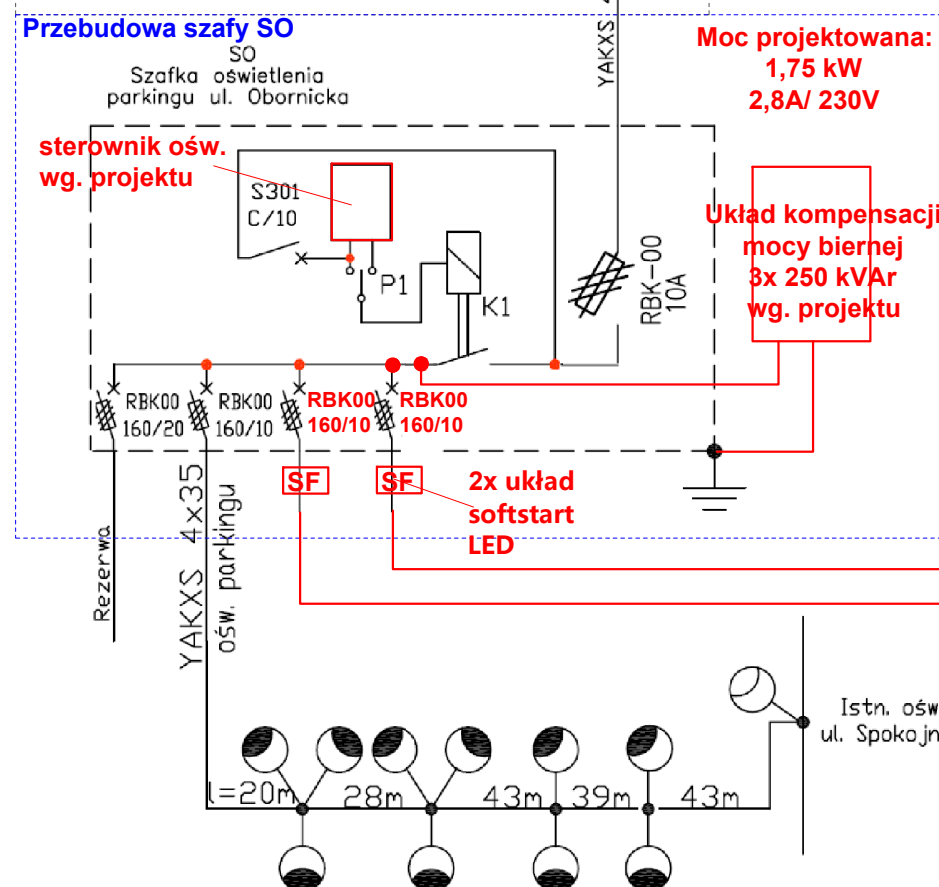 Przebudowa szafy SO
SO
Szafka oświetlenia
parkingu ul. Obornicka
YAKXS
Moc projektowana:
1,75 kW
2,8A/ 230V
sterownik ośw.
wg. projektu
S301
C/10
P1
K1
RBK-00
10A
Układ kompensacji
mocy biernej
3x 250 kVAr
wg. projektu
RBK00
160/20
RBK00
160/10
RBK00
160/10
RBK00
160/10
SF
SF
2x układ
softstart
LED
Rezerwa
YAKXS 4x35
ośw. parkingu
Istn. ośw
ul. Spokojn
l=20m
28m
43m
39m
43m